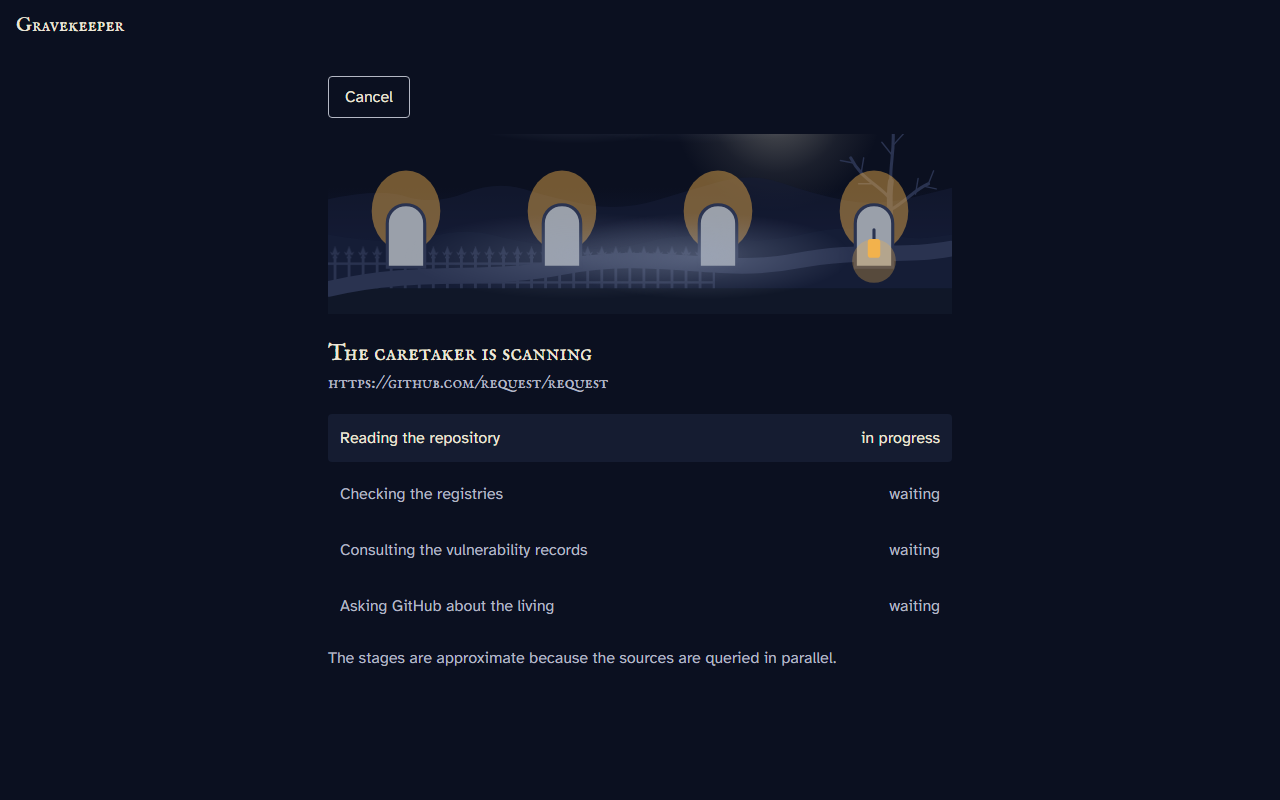 Gravekeeper
Cancel
The caretaker is scanning
https://github.com/request/request
Reading the repository in progress
Checking the registries waiting
Consulting the vulnerability records waiting
Asking GitHub about the living waiting
The stages are approximate because the sources are queried in parallel.